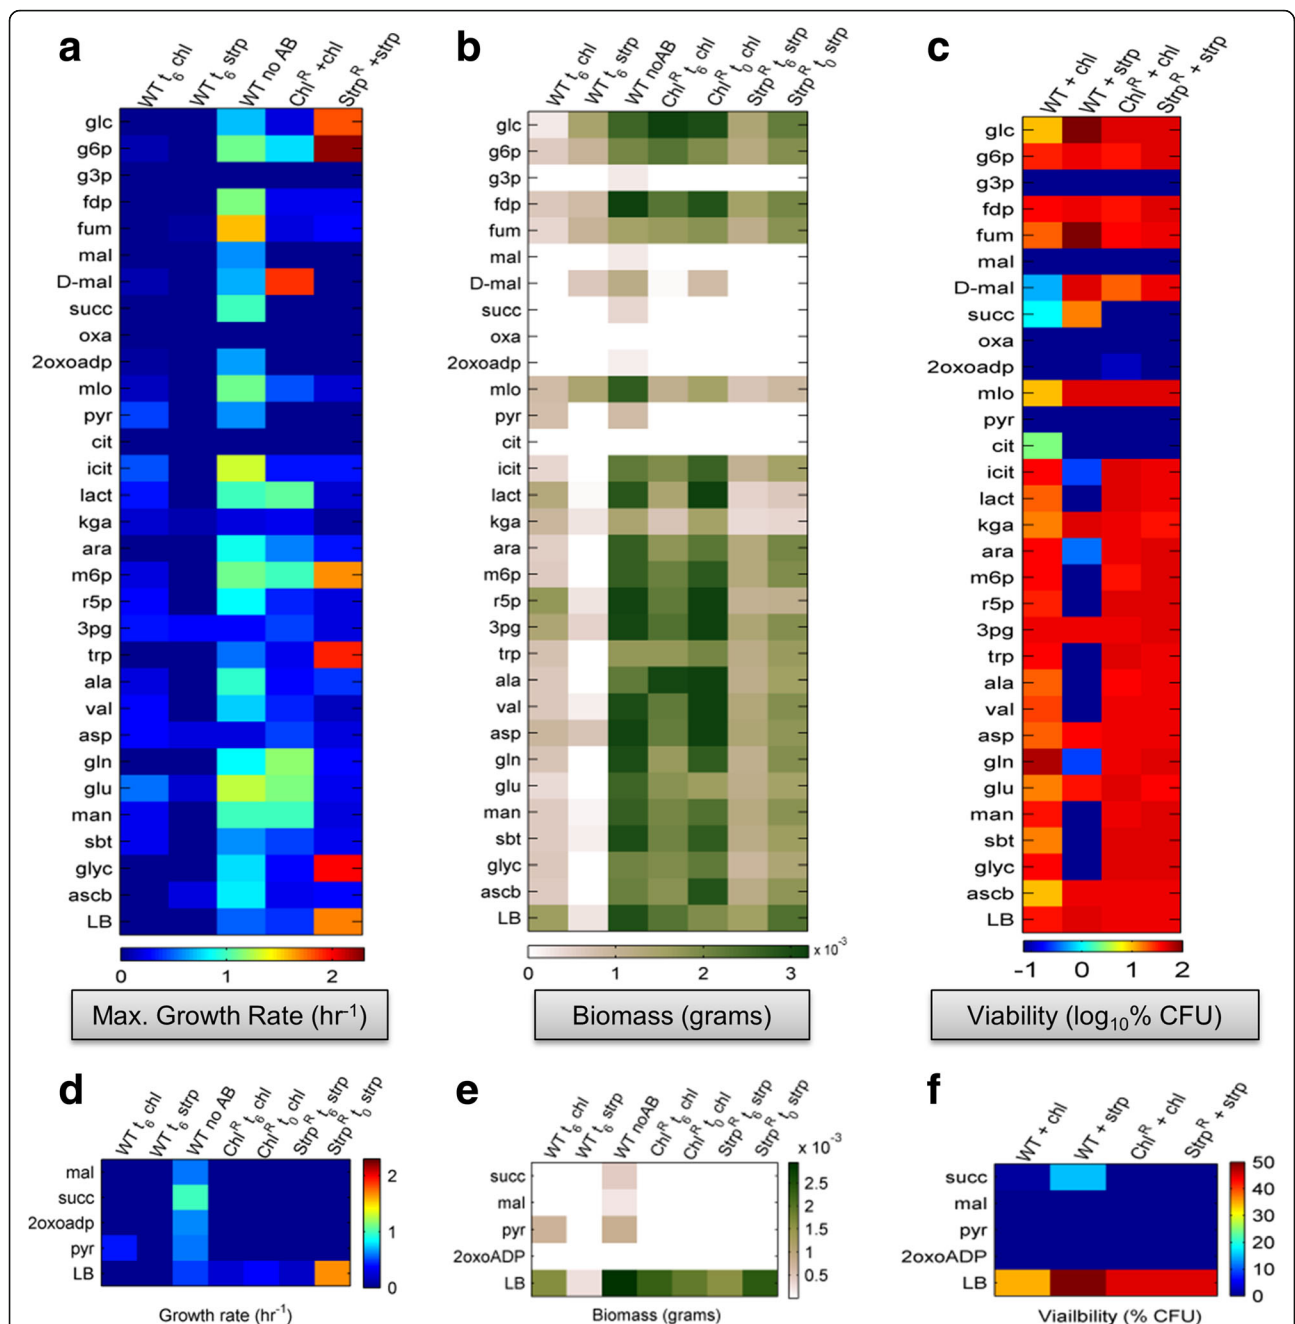 a
WT t6 chl
WT t6 strp
WT no AB
ChlR +chl
StrpR +strp
glc
g6p
g3p
fdp
fum
mal
D-mal
succ
oxa
2oxoadp
mlo
pyr
cit
icit
lact
kga
ara
m6p
r5p
3pg
trp
ala
val
asp
gln
glu
man
sbt
glyc
ascb
LB
0 1 2
Max. Growth Rate (hr-1)
b
WT t6 chl
WT t6 strp
WT noAB
ChlR t6 chl
ChlR t0 chl
StrpR t6 strp
StrpR t0 strp
glc
g6p
g3p
fdp
fum
mal
D-mal
succ
oxa
2oxoadp
mlo
pyr
cit
icit
lact
kga
ara
m6p
r5p
3pg
trp
ala
val
asp
gln
glu
man
sbt
glyc
ascb
LB
x 10-3
0 1 2 3
Biomass (grams)
c
WT + chl
WT + strp
ChlR + chl
StrpR + strp
glc
g6p
g3p
fdp
fum
mal
D-mal
succ
oxa
2oxoadp
mlo
pyr
cit
icit
lact
kga
ara
m6p
r5p
3pg
trp
ala
val
asp
gln
glu
man
sbt
glyc
ascb
LB
-1 0 1 2
Viability (log10% CFU)
d
WT t6 chl
WT t6 strp
WT no AB
ChlR t6 chl
ChlR t0 chl
StrpR t6 strp
StrpR t0 strp
mal
succ
2oxoadp
pyr
LB
2
1
0
Growth rate (hr-1)
e
WT t6 chl
WT t6 strp
WT noAB
ChlR t6 chl
ChlR t0 chl
StrpR t6 strp
StrpR t0 strp
x 10-3
succ
mal
pyr
2oxoADP
LB
2.5
2
1.5
1
0.5
Biomass (grams)
f
WT + chl
WT + strp
ChlR + chl
StrpR + strp
succ
mal
pyr
2oxoADP
LB
50
40
30
20
10
0
Viailbility (% CFU)